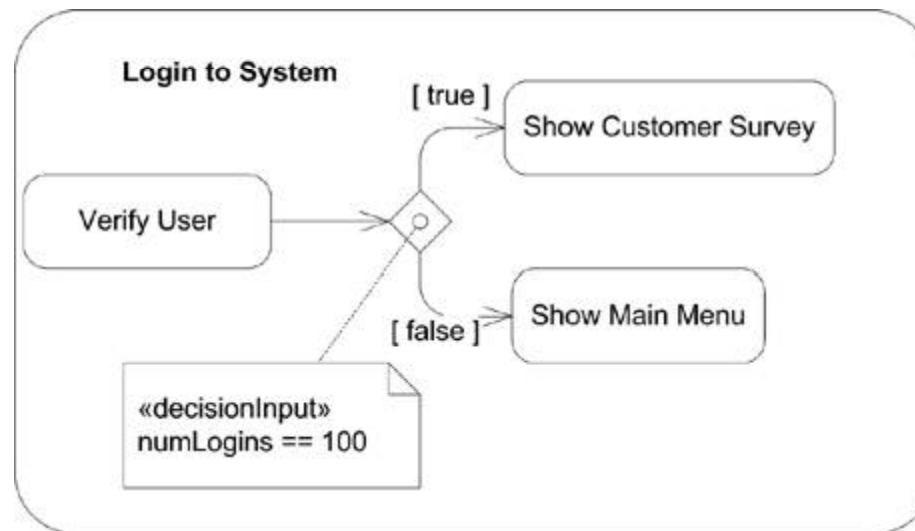 Login to System
[ true ]
Show Customer Survey
Verify User
Show Main Menu
[ false ]
«decisionInput»
numLogins == 100